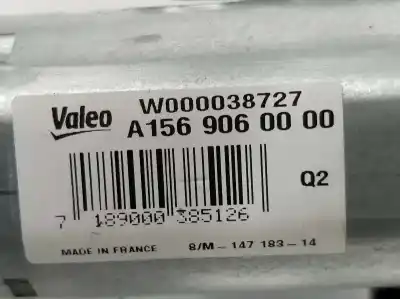 Valeo
W000038727
A156 906 00 00
Q2
7 189000 385126
MADE IN FRANCE 8/M-147 183-14